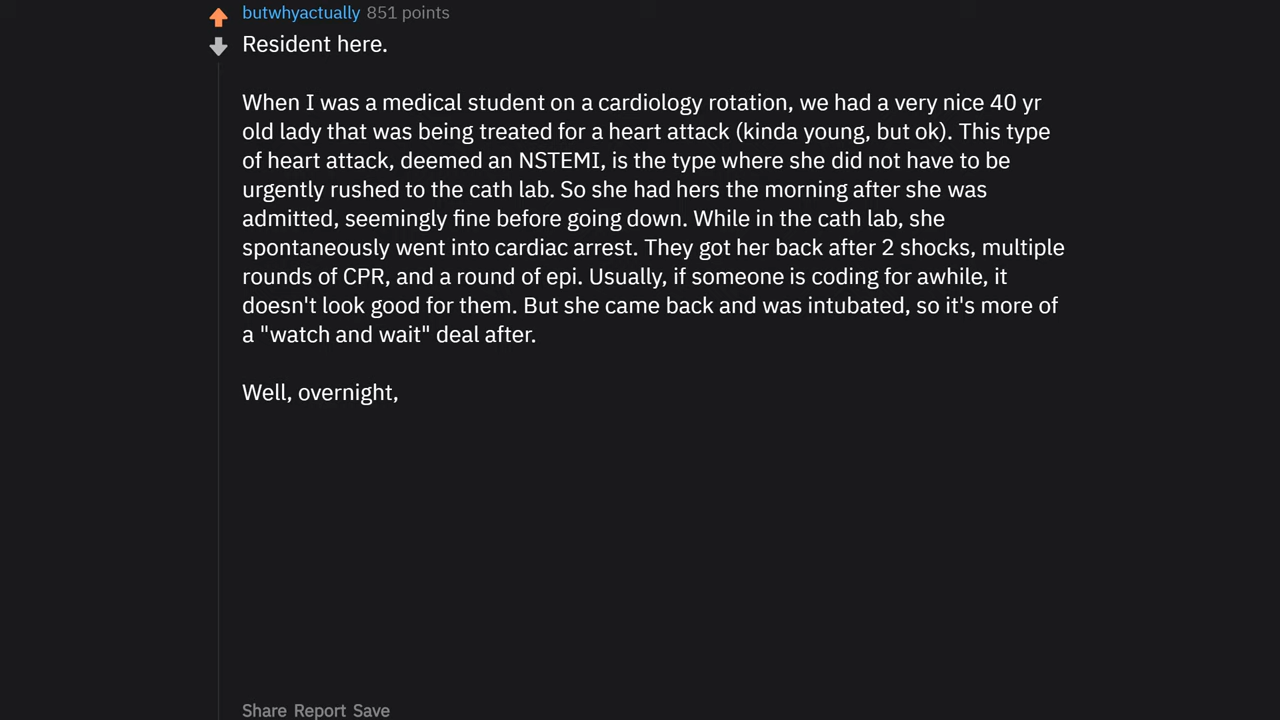 butwhyactually 851 points
Resident here.
When I was a medical student on a cardiology rotation, we had a very nice 40 yr
old lady that was being treated for a heart attack (kinda young, but ok). This type
of heart attack, deemed an NSTEMI, is the type where she did not have to be
urgently rushed to the cath lab. So she had hers the morning after she was
admitted, seemingly fine before going down. While in the cath lab, she
spontaneously went into cardiac arrest. They got her back after 2 shocks, multiple
rounds of CPR, and a round of epi. Usually, if someone is coding for awhile, it
doesn't look good for them. But she came back and was intubated, so it's more of
a "watch and wait" deal after.
Well, overnight,
Share Report Save